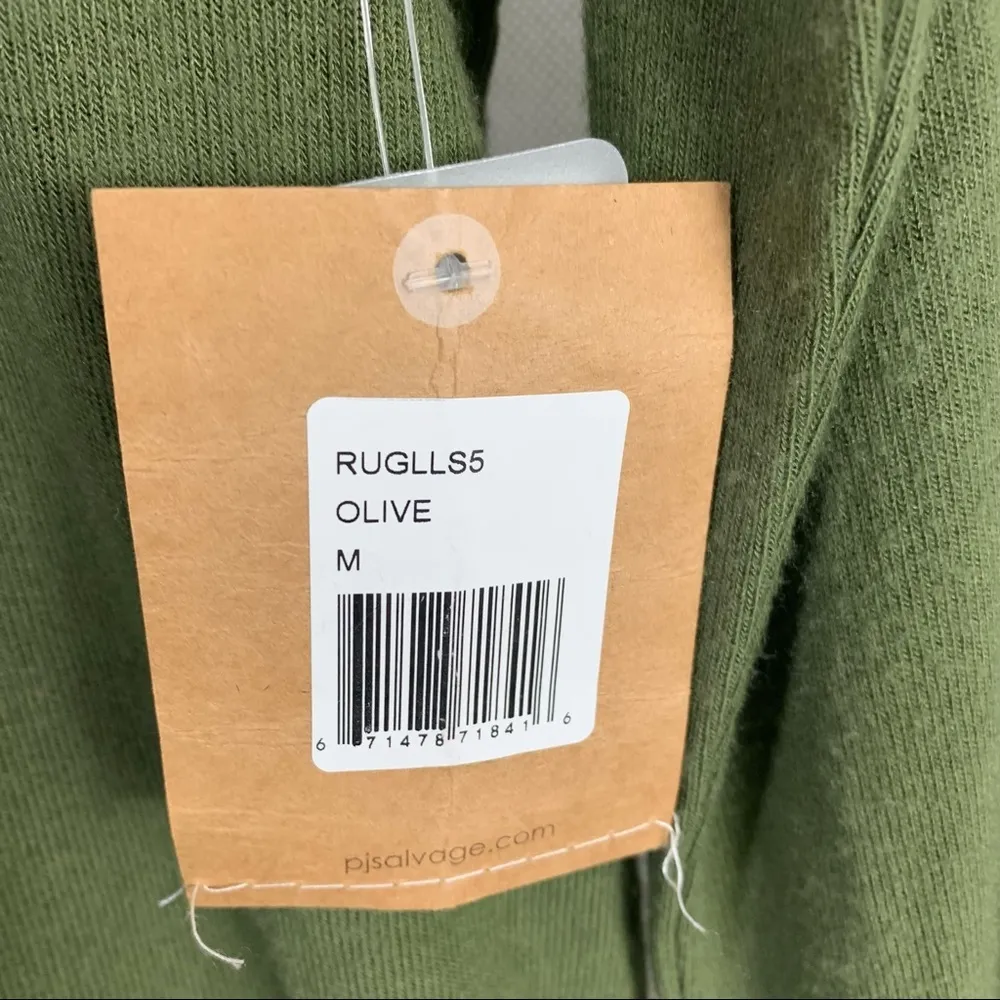 RUGLLS5
OLIVE
M
6 71478 71841 6
pjsalvage.com